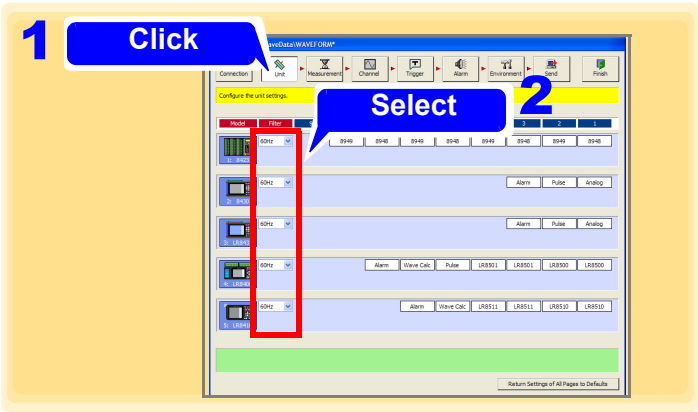 1
Click
aveData\WAVEFORM*
Connection Unit Measurement Channel Trigger Alarm Environment Send Finish
Configure the unit settings.
Select
2
Model Filter 3 2 1
60Hz 8949 8948 8949 8948 8949 8948 8949 8948
1: 8423
60Hz Alarm Pulse Analog
2: 8430
60Hz Alarm Pulse Analog
3: LR843
60Hz Alarm Wave Calc Pulse LR8501 LR8501 LR8500 LR8500
4: LR840
60Hz Alarm Wave Calc LR8511 LR8511 LR8510 LR8510
5: LR841
Return Settings of All Pages to Defaults